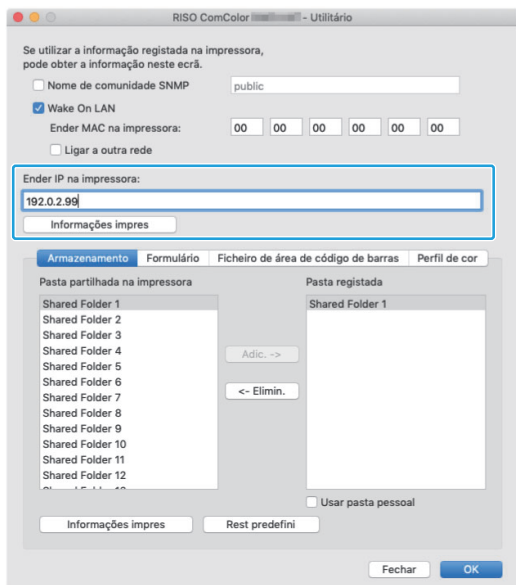 RISO ComColor - Utilitário
Se utilizar a informação registada na impressora,
pode obter a informação neste ecrã.
Nome de comunidade SNMP public
Wake On LAN
Ender MAC na impressora: 00 00 00 00 00 00
Ligar a outra rede
Ender IP na impressora:
192.0.2.99
Informações impres
Armazenamento Formulário Ficheiro de área de código de barras Perfil de cor
Pasta partilhada na impressora Pasta registada
Shared Folder 1 Shared Folder 1
Shared Folder 2
Shared Folder 3
Shared Folder 4
Shared Folder 5
Shared Folder 6
Shared Folder 7
Shared Folder 8
Shared Folder 9
Shared Folder 10
Shared Folder 11
Shared Folder 12
Adic. ->
<- Elimin.
Usar pasta pessoal
Informações impres Rest predefini
Fechar OK